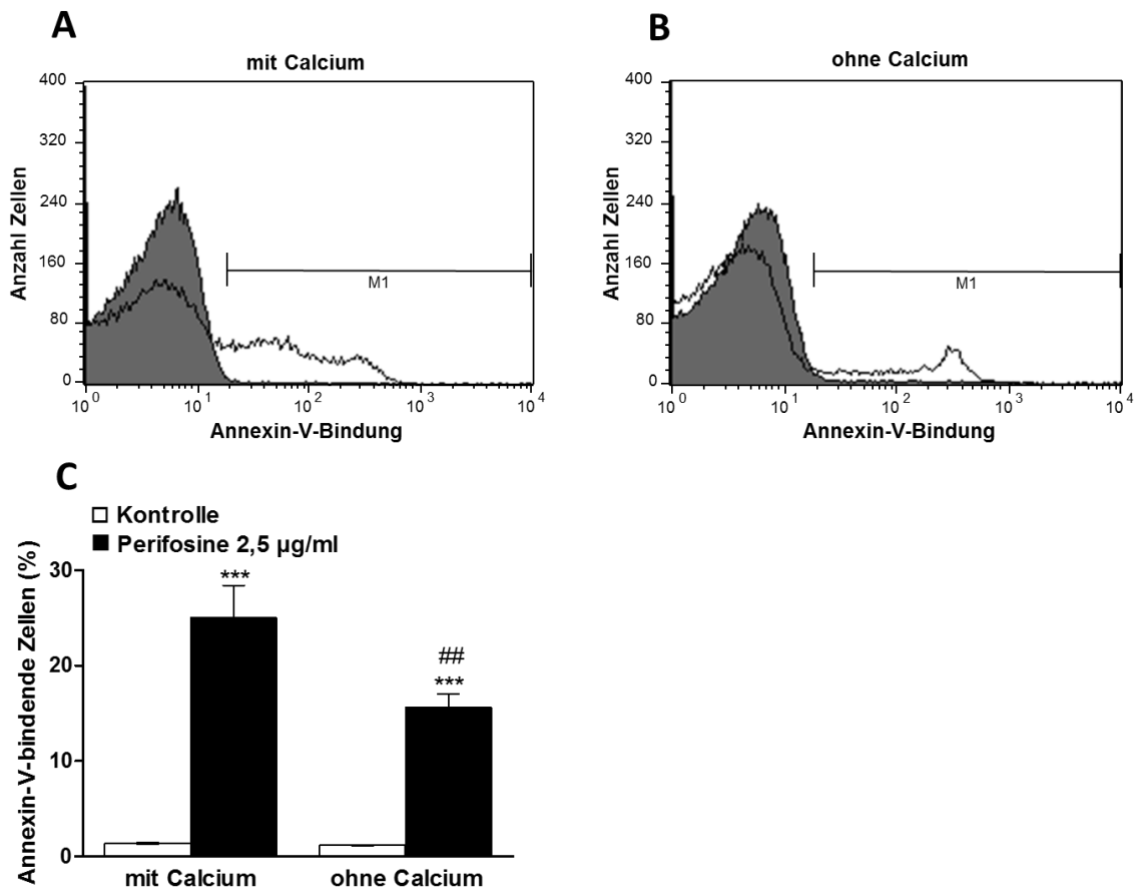 A
mit Calcium
400
320
240
160
80
0
Anzahl Zellen
M1
10^0 10^1 10^2 10^3 10^4
Annexin-V-Bindung
B
ohne Calcium
400
320
240
160
80
0
Anzahl Zellen
M1
10^0 10^1 10^2 10^3 10^4
Annexin-V-Bindung
C
Kontrolle
Perifosine 2,5 µg/ml
Annexin-V-bindende Zellen (%)
30
20
10
0
***
##
***
mit Calcium
ohne Calcium